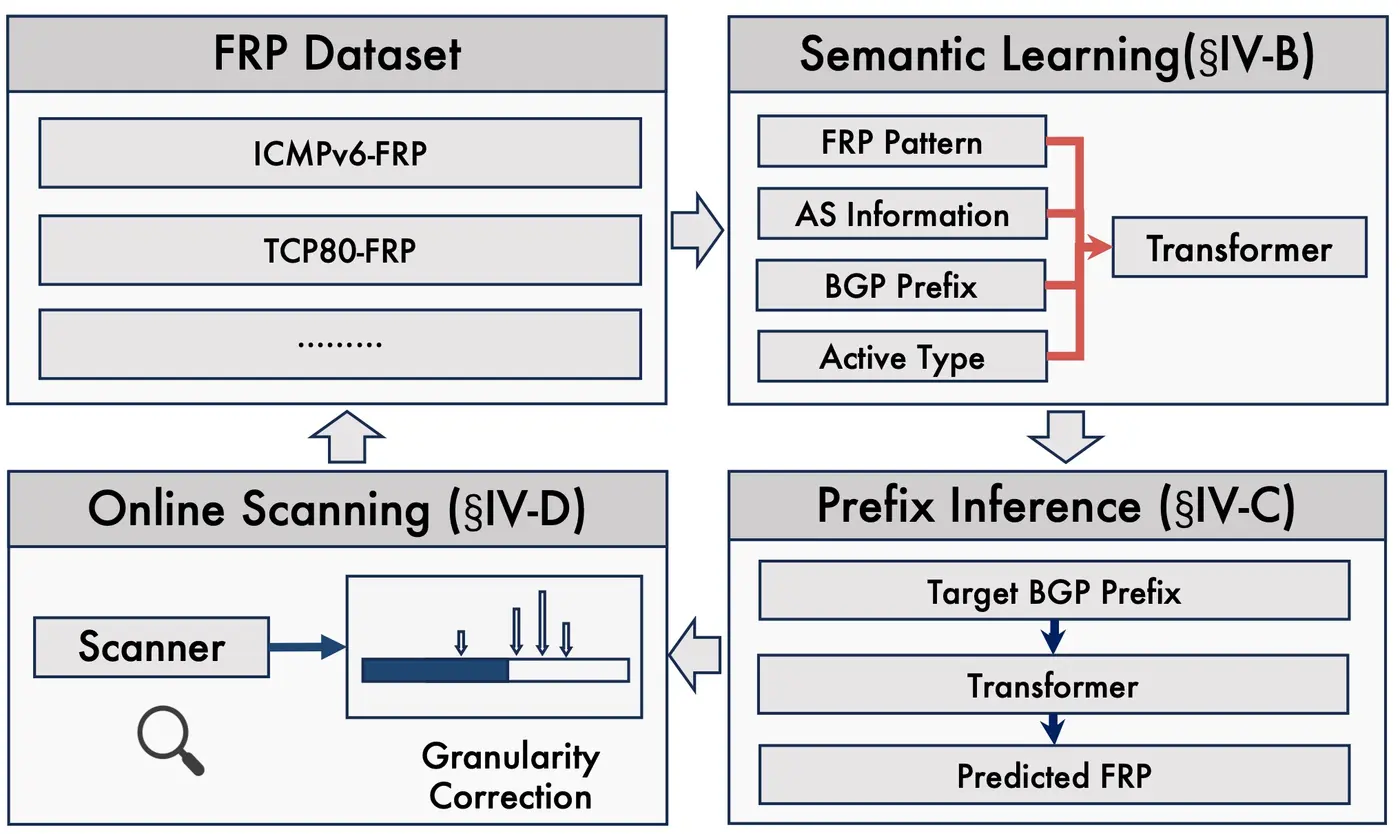 FRP Dataset
ICMPv6-FRP
TCP80-FRP
.........
Semantic Learning(§IV-B)
FRP Pattern
AS Information
BGP Prefix
Active Type
Transformer
Online Scanning (§IV-D)
Scanner
Granularity
Correction
Prefix Inference (§IV-C)
Target BGP Prefix
Transformer
Predicted FRP